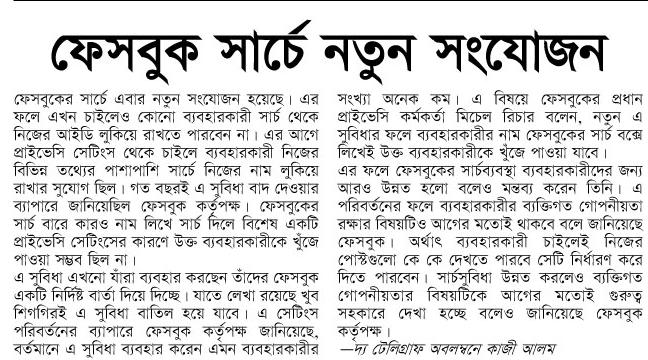 ফেসবুক সার্চে নতুন সংযোজন
ফেসবুকের সার্চে এবার নতুন সংযোজন হয়েছে। এর
ফলে এখন চাইলেও কোনো ব্যবহারকারী সার্চ থেকে
নিজের আইডি লুকিয়ে রাখতে পারবেন না। এর আগে
প্রাইভেসি সেটিংস থেকে চাইলে ব্যবহারকারী নিজের
বিভিন্ন তথ্যের পাশাপাশি সার্চে নিজের নাম লুকিয়ে
রাখার সুযোগ ছিল। গত বছরই এ সুবিধা বাদ দেওয়ার
ব্যাপারে জানিয়েছিল ফেসবুক কর্তৃপক্ষ। ফেসবুকের
সার্চ বারে কারও নাম লিখে সার্চ দিলে বিশেষ একটি
প্রাইভেসি সেটিংসের কারণে উক্ত ব্যবহারকারীকে খুঁজে
পাওয়া সম্ভব ছিল না।
এ সুবিধা এখনো যাঁরা ব্যবহার করছেন তাঁদের ফেসবুক
একটি নির্দিষ্ট বার্তা দিয়ে দিচ্ছে। যাতে লেখা রয়েছে খুব
শিগগিরই এ সুবিধা বাতিল হয়ে যাবে। এ সেটিংস
পরিবর্তনের ব্যাপারে ফেসবুক কর্তৃপক্ষ জানিয়েছে,
বর্তমানে এ সুবিধা ব্যবহার করেন এমন ব্যবহারকারীর
সংখ্যা অনেক কম। এ বিষয়ে ফেসবুকের প্রধান
প্রাইভেসি কর্মকর্তা মিচেল রিচার বলেন, নতুন এ
সুবিধার ফলে ব্যবহারকারীর নাম ফেসবুকের সার্চ বক্সে
লিখেই উক্ত ব্যবহারকারীকে খুঁজে পাওয়া যাবে।
এর ফলে ফেসবুকের সার্চব্যবস্থা ব্যবহারকারীদের জন্য
আরও উন্নত হলো বলেও মন্তব্য করেন তিনি। এ
পরিবর্তনের ফলে ব্যবহারকারীর ব্যক্তিগত গোপনীয়তা
রক্ষার বিষয়টিও আগের মতোই থাকবে বলে জানিয়েছে
ফেসবুক। অর্থাৎ ব্যবহারকারী চাইলেই নিজের
পোস্টগুলো কে কে দেখতে পারবে সেটি নির্ধারণ করে
দিতে পারবেন। সার্চসুবিধা উন্নত করলেও ব্যক্তিগত
গোপনীয়তার বিষয়টিকে আগের মতোই গুরুত্ব
সহকারে দেখা হচ্ছে বলেও জানিয়েছে ফেসবুক
কর্তৃপক্ষ।
—দ্য টেলিগ্রাফ অবলম্বনে কাজী আলম